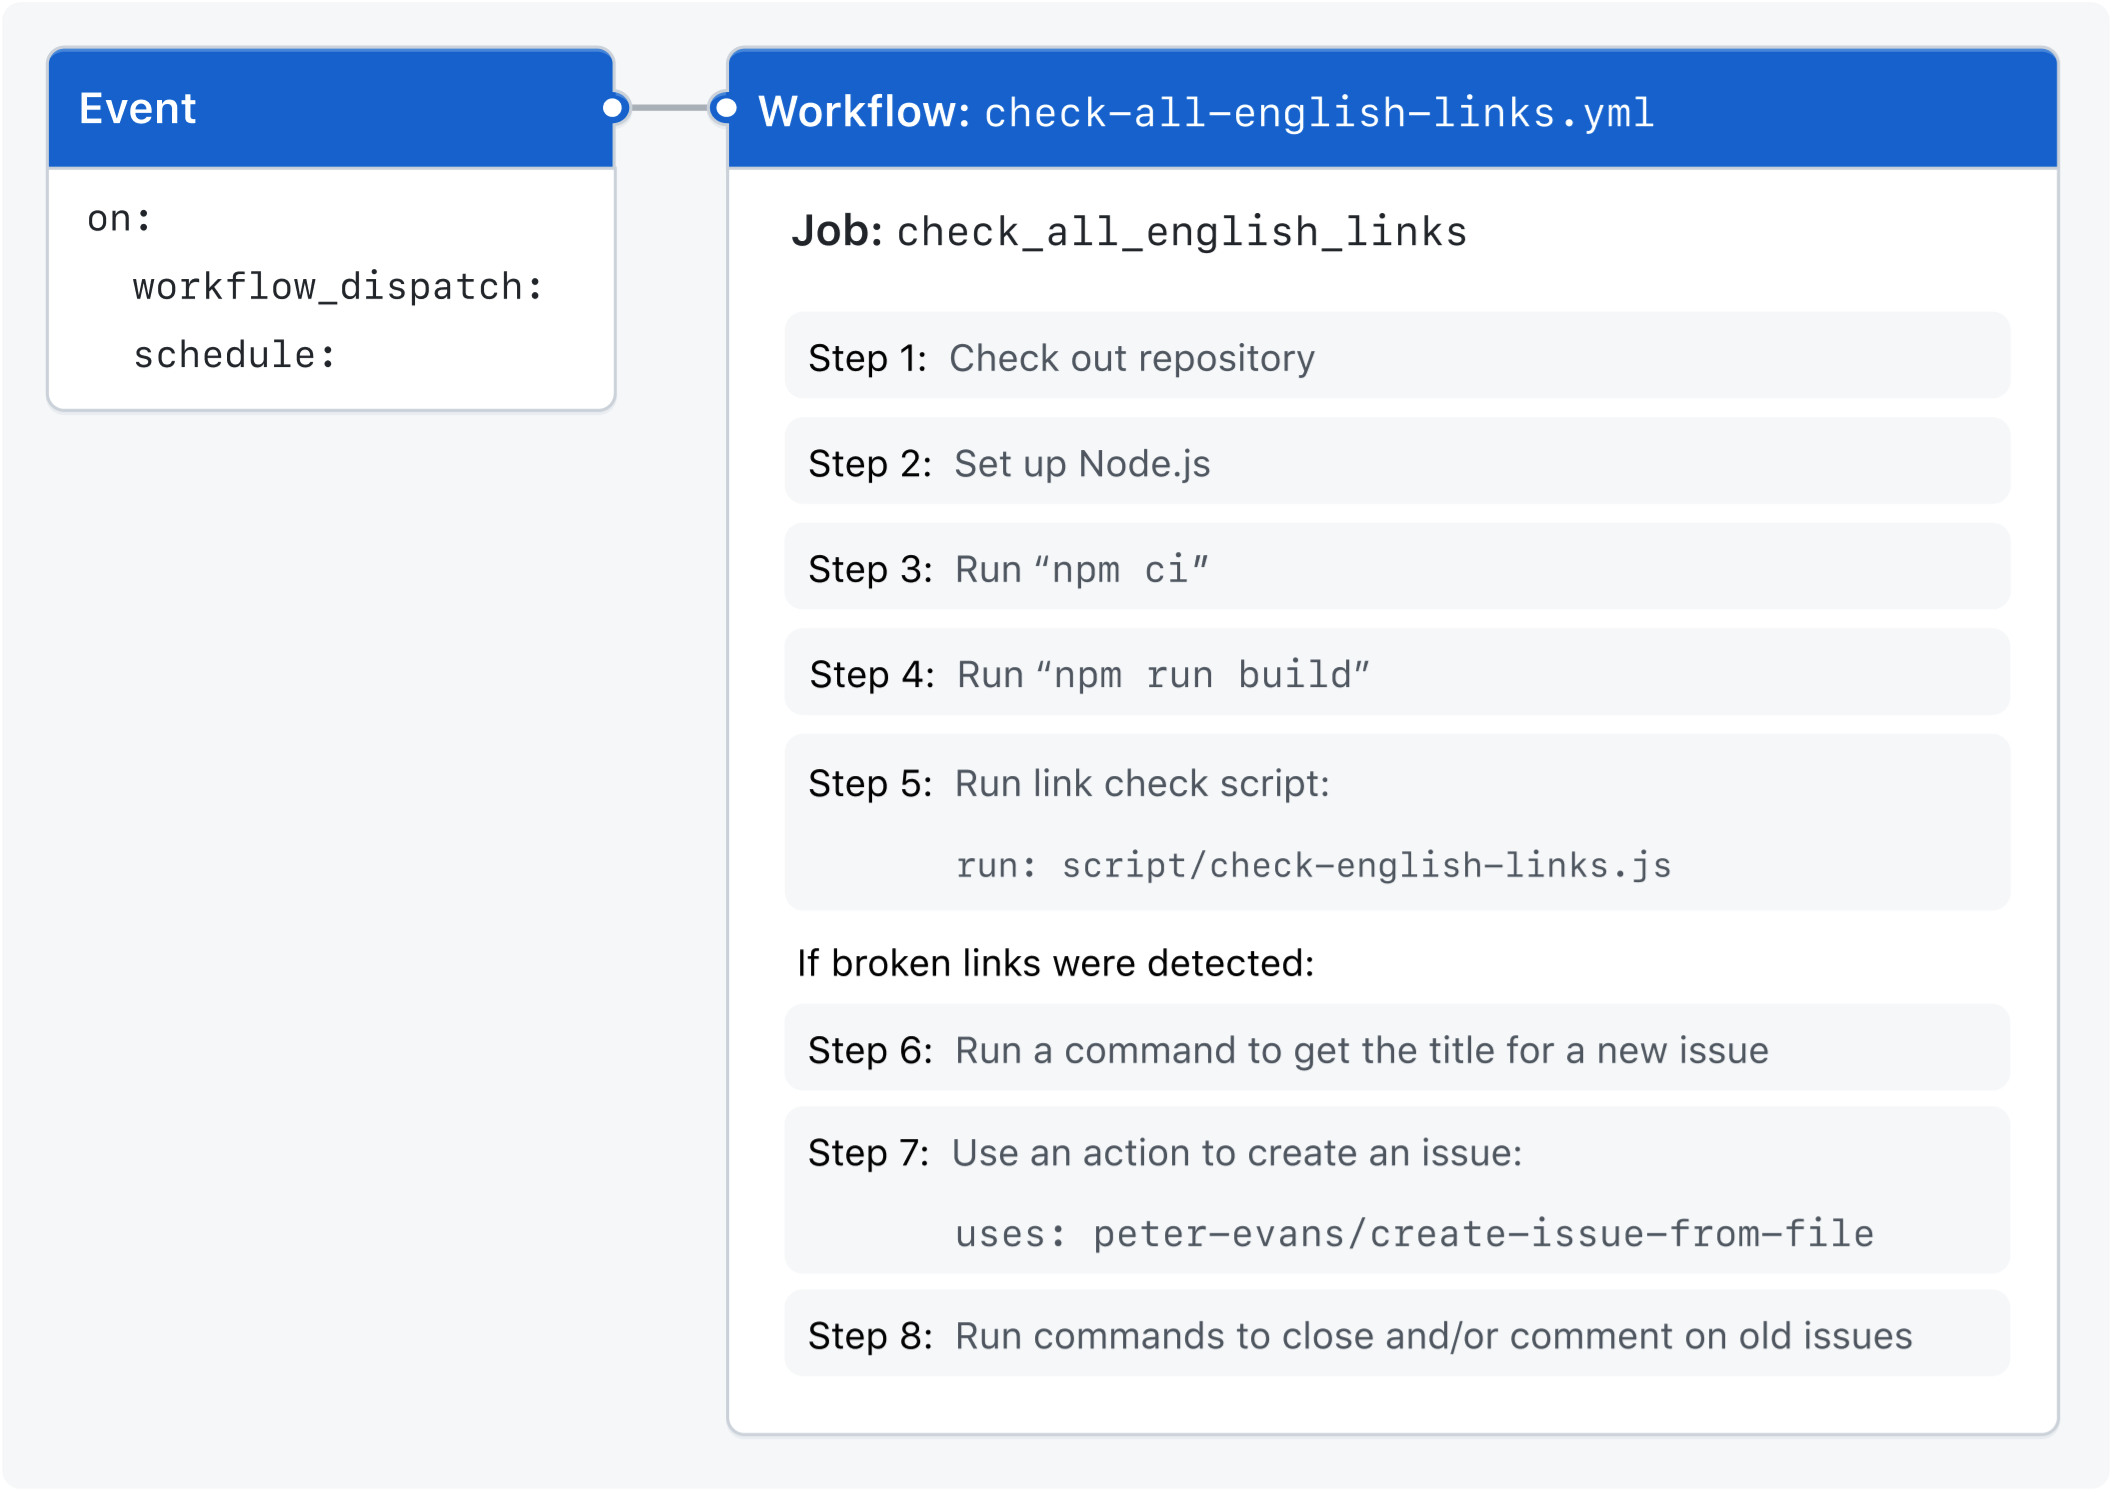 Event
on:
workflow_dispatch:
schedule:
Workflow: check-all-english-links.yml
Job: check_all_english_links
Step 1: Check out repository
Step 2: Set up Node.js
Step 3: Run “npm ci”
Step 4: Run “npm run build”
Step 5: Run link check script:
run: script/check-english-links.js
If broken links were detected:
Step 6: Run a command to get the title for a new issue
Step 7: Use an action to create an issue:
uses: peter-evans/create-issue-from-file
Step 8: Run commands to close and/or comment on old issues